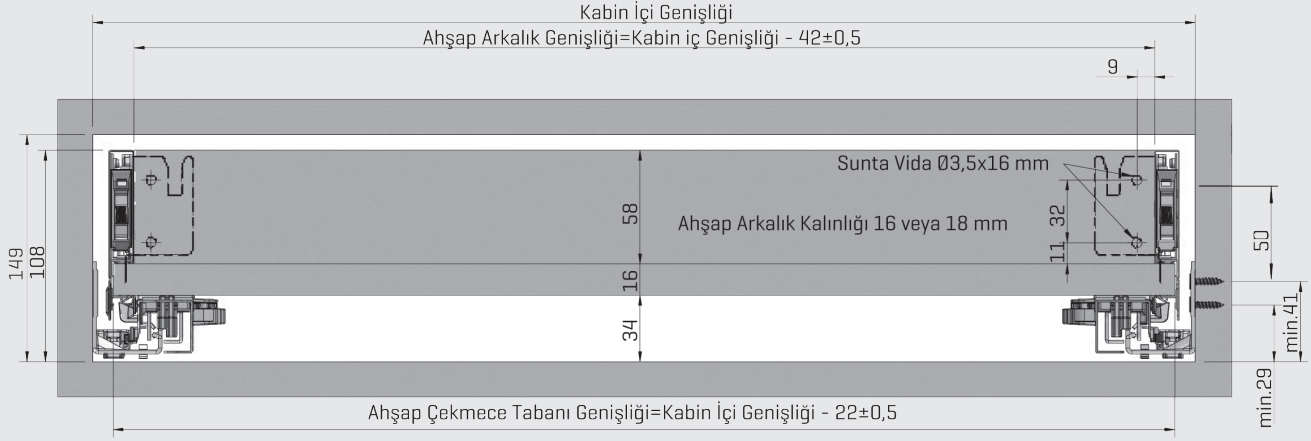 Kabin İçi Genişliği
Ahşap Arkalık Genişliği=Kabin iç Genişliği - 42±0,5
9
Sunta Vida Ø3,5x16 mm
Ahşap Arkalık Kalınlığı 16 veya 18 mm
149
108
58
16
34
32
11
50
min.41
min.29
Ahşap Çekmece Tabanı Genişliği=Kabin İçi Genişliği - 22±0,5